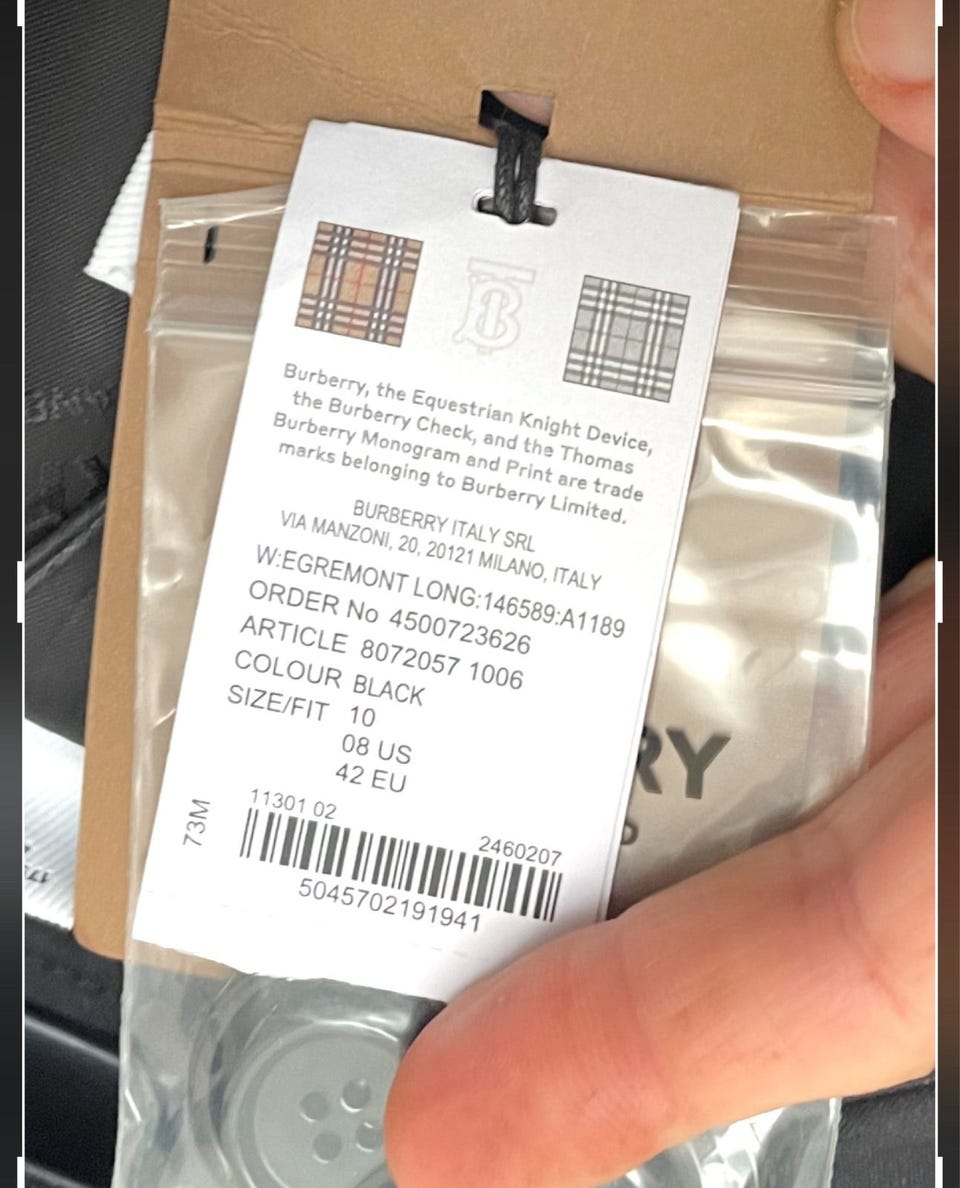 Burberry, the Equestrian Knight Device,
the Burberry Check, and the Thomas
Burberry Monogram and Print are trade
marks belonging to Burberry Limited.
BURBERRY ITALY SRL
VIA MANZONI, 20, 20121 MILANO, ITALY
W:EGREMONT LONG:146589:A1189
ORDER No 4500723626
ARTICLE 8072057 1006
COLOUR BLACK
SIZE/FIT 10
08 US
42 EU
73M
11301 02
2460207
5045702191941
RY